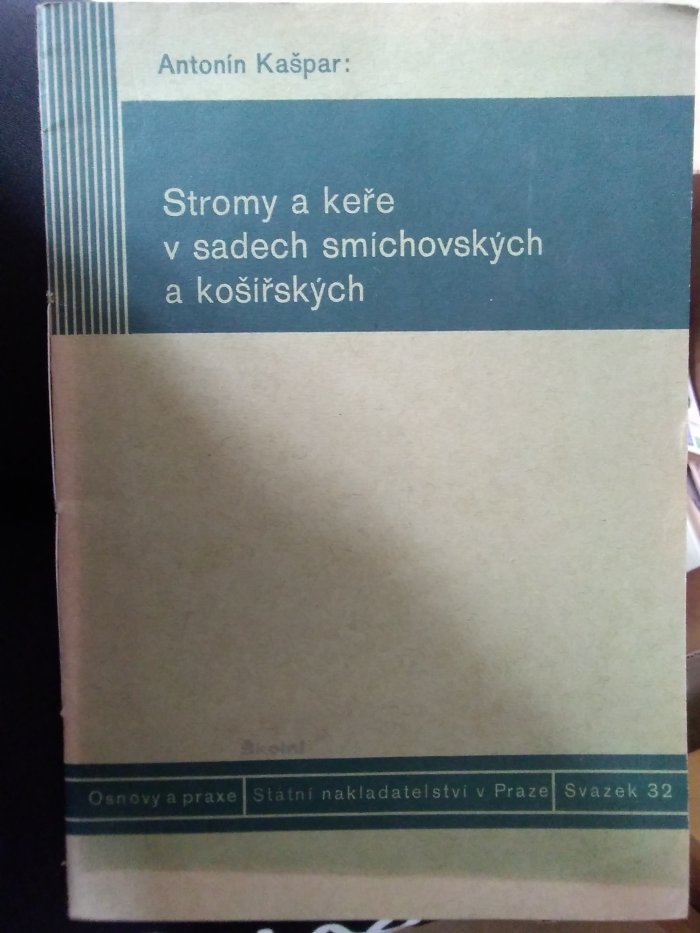 Antonín Kašpar:
Stromy a keře
v sadech smíchovských
a košířských
Školní
Osnovy a praxe Státní nakladatelství v Praze Svazek 32